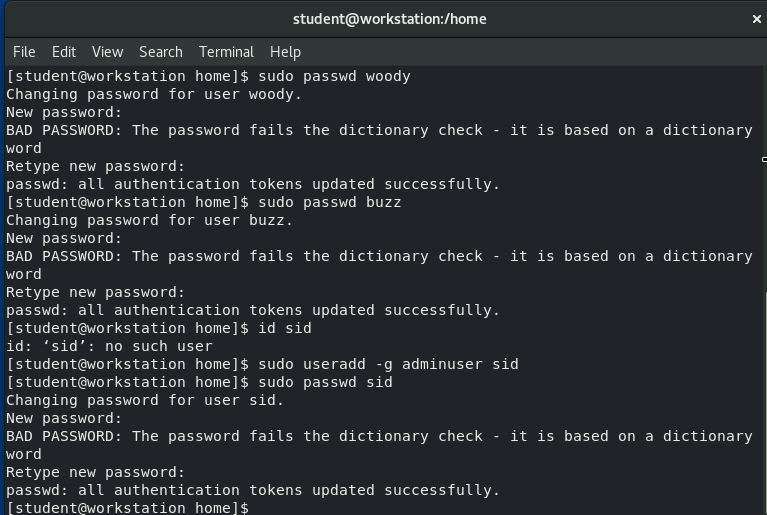 student@workstation:/home ×
File Edit View Search Terminal Help
[student@workstation home]$ sudo passwd woody
Changing password for user woody.
New password:
BAD PASSWORD: The password fails the dictionary check - it is based on a dictionary
word
Retype new password:
passwd: all authentication tokens updated successfully.
[student@workstation home]$ sudo passwd buzz
Changing password for user buzz.
New password:
BAD PASSWORD: The password fails the dictionary check - it is based on a dictionary
word
Retype new password:
passwd: all authentication tokens updated successfully.
[student@workstation home]$ id sid
id: ‘sid’: no such user
[student@workstation home]$ sudo useradd -g adminuser sid
[student@workstation home]$ sudo passwd sid
Changing password for user sid.
New password:
BAD PASSWORD: The password fails the dictionary check - it is based on a dictionary
word
Retype new password:
passwd: all authentication tokens updated successfully.
[student@workstation home]$